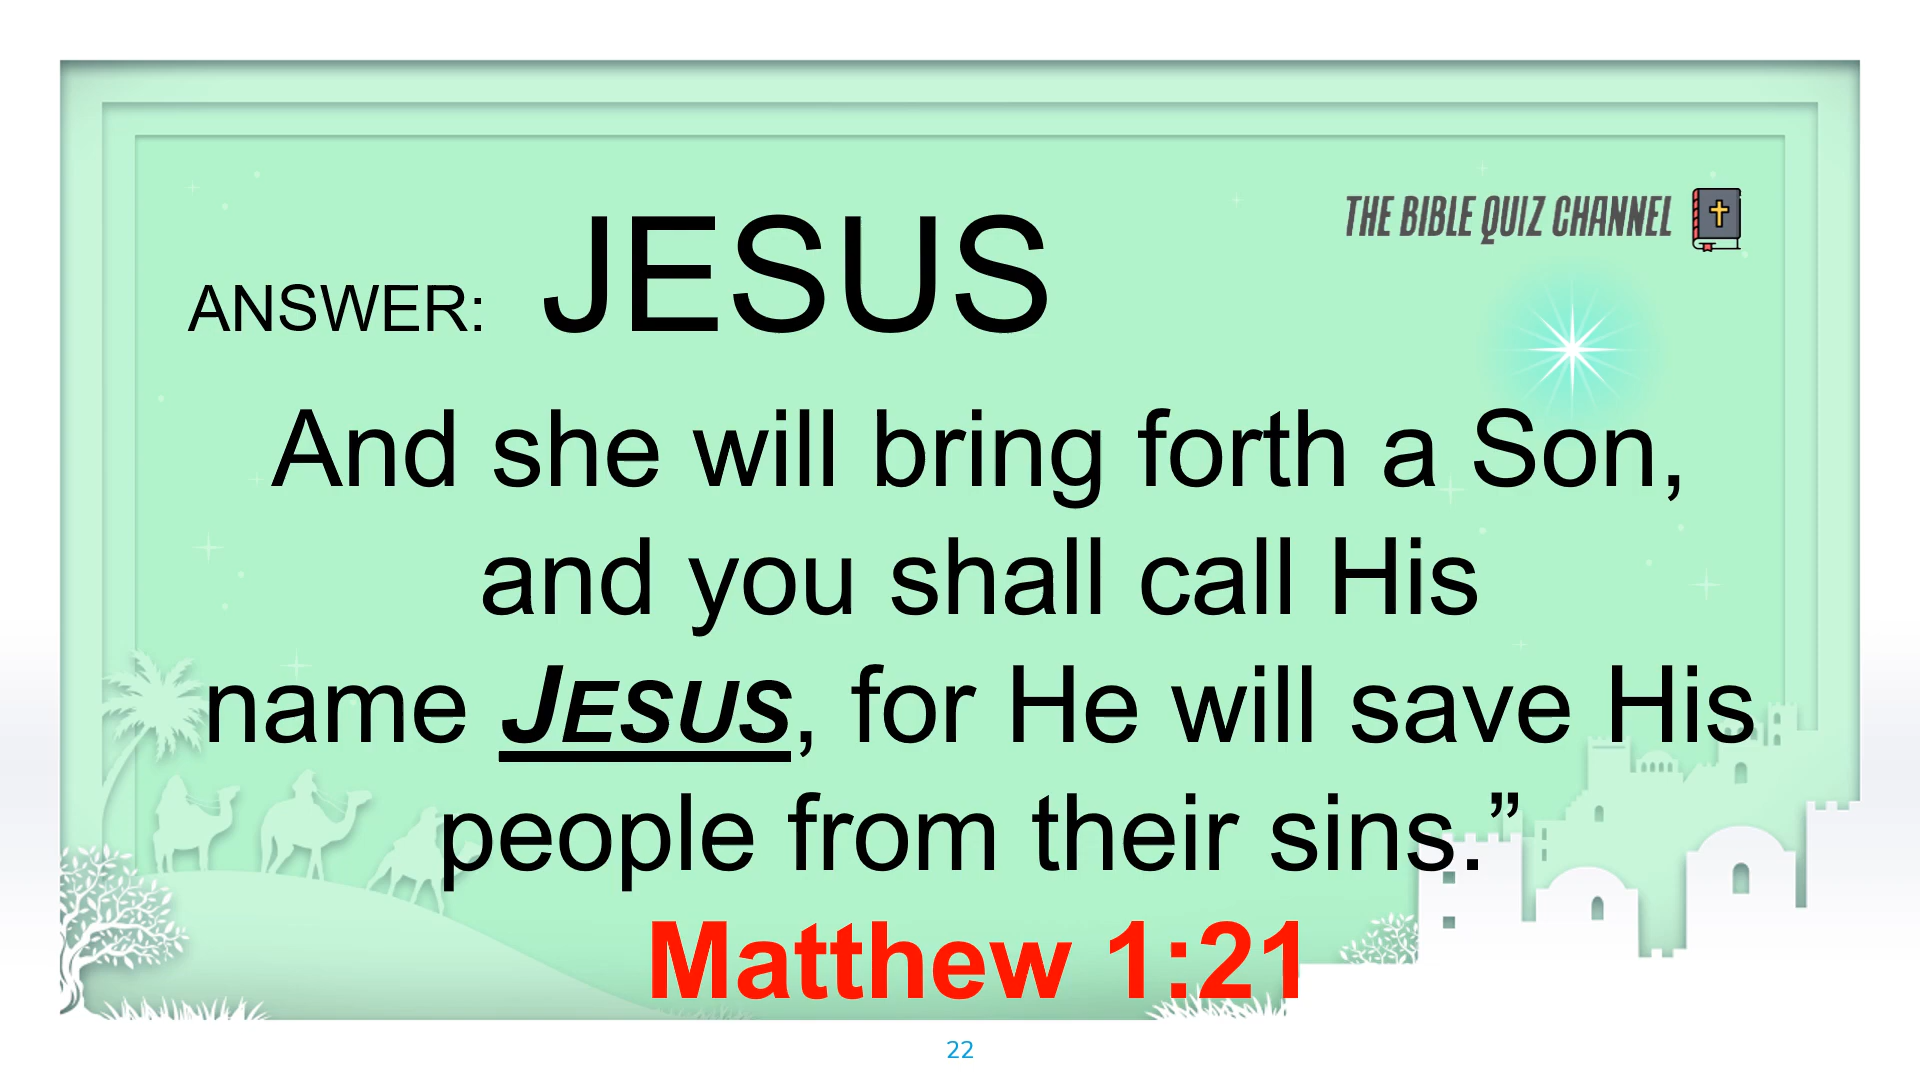 THE BIBLE QUIZ CHANNEL
ANSWER: JESUS
And she will bring forth a Son,
and you shall call His
name JESUS, for He will save His
people from their sins.”
Matthew 1:21
22